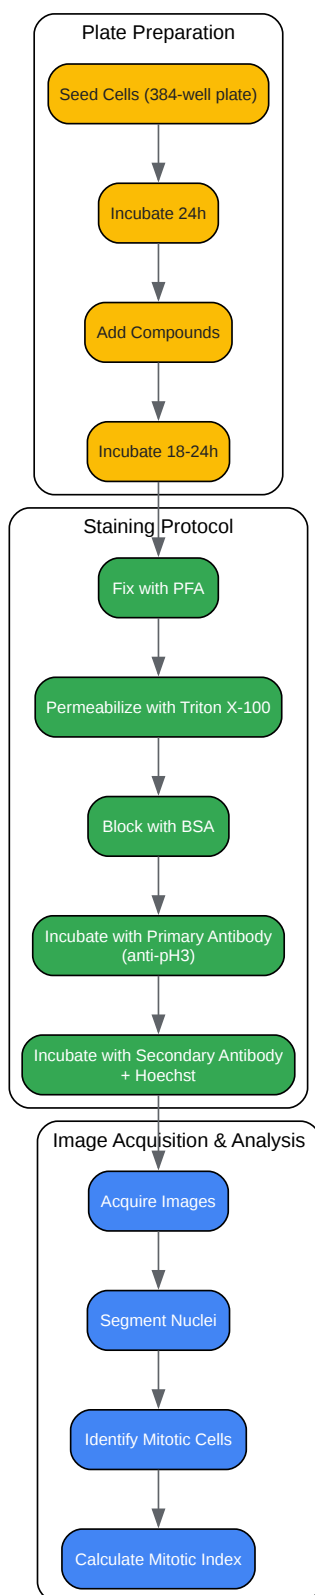 Plate Preparation
Seed Cells (384-well plate)
Incubate 24h
Add Compounds
Incubate 18-24h
Staining Protocol
Fix with PFA
Permeabilize with Triton X-100
Block with BSA
Incubate with Primary Antibody
(anti-pH3)
Incubate with Secondary Antibody
+ Hoechst
Image Acquisition & Analysis
Acquire Images
Segment Nuclei
Identify Mitotic Cells
Calculate Mitotic Index